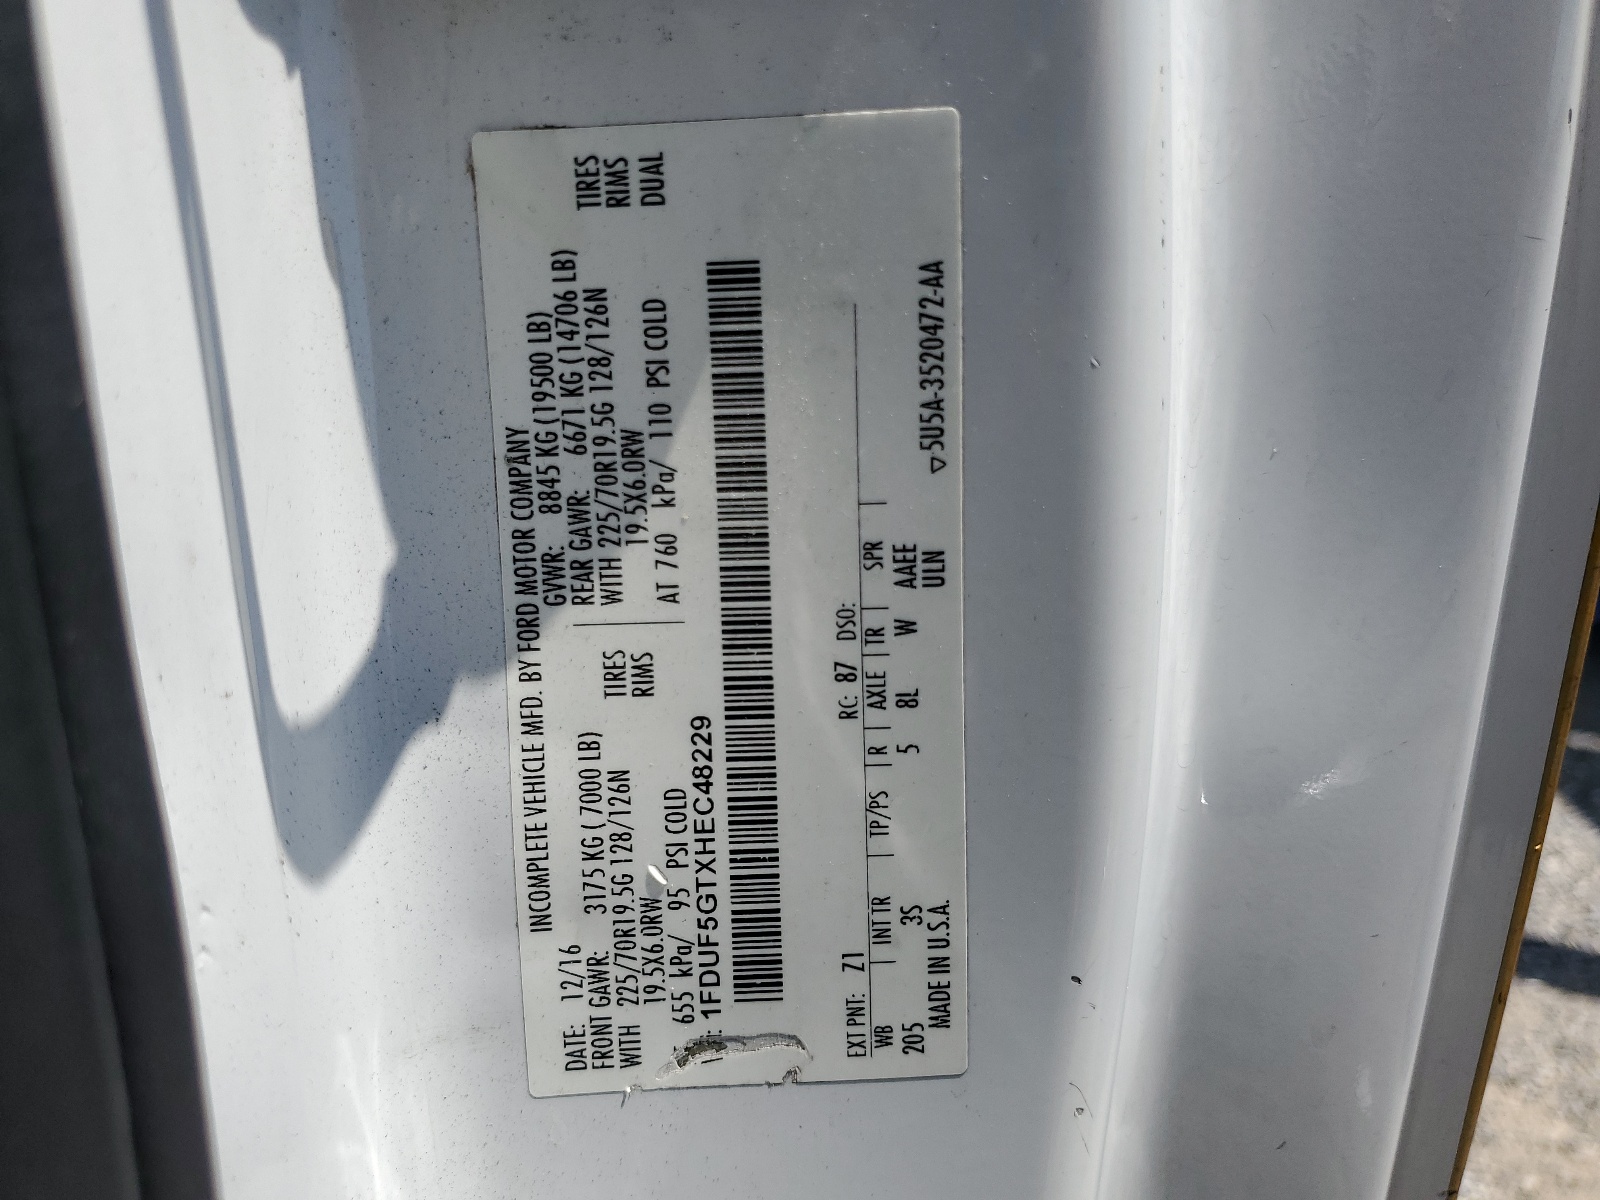 INCOMPLETE VEHICLE MFD. BY FORD MOTOR COMPANY
DATE: 12/16 GVWR: 8845 KG (19500 LB)
FRONT GAWR: 3175 KG ( 7000 LB) REAR GAWR: 6671 KG (14706 LB)
WITH 225/70R19.5G 128/126N TIRES WITH 225/70R19.5G 128/126N TIRES
19.5X6.0RW RIMS 19.5X6.0RW RIMS
655 kPa/ 95 PSI COLD AT 760 kPa/ 110 PSI COLD DUAL
1FDUF5GTXHEC48229
EXT PNT: Z1 RC: 87 DSO:
WB | INT TR | TP/PS | R | AXLE | TR | SPR |
205 3S 5 8L W AAEE
MADE IN U.S.A. ULN ▽5U5A-3520472-AA